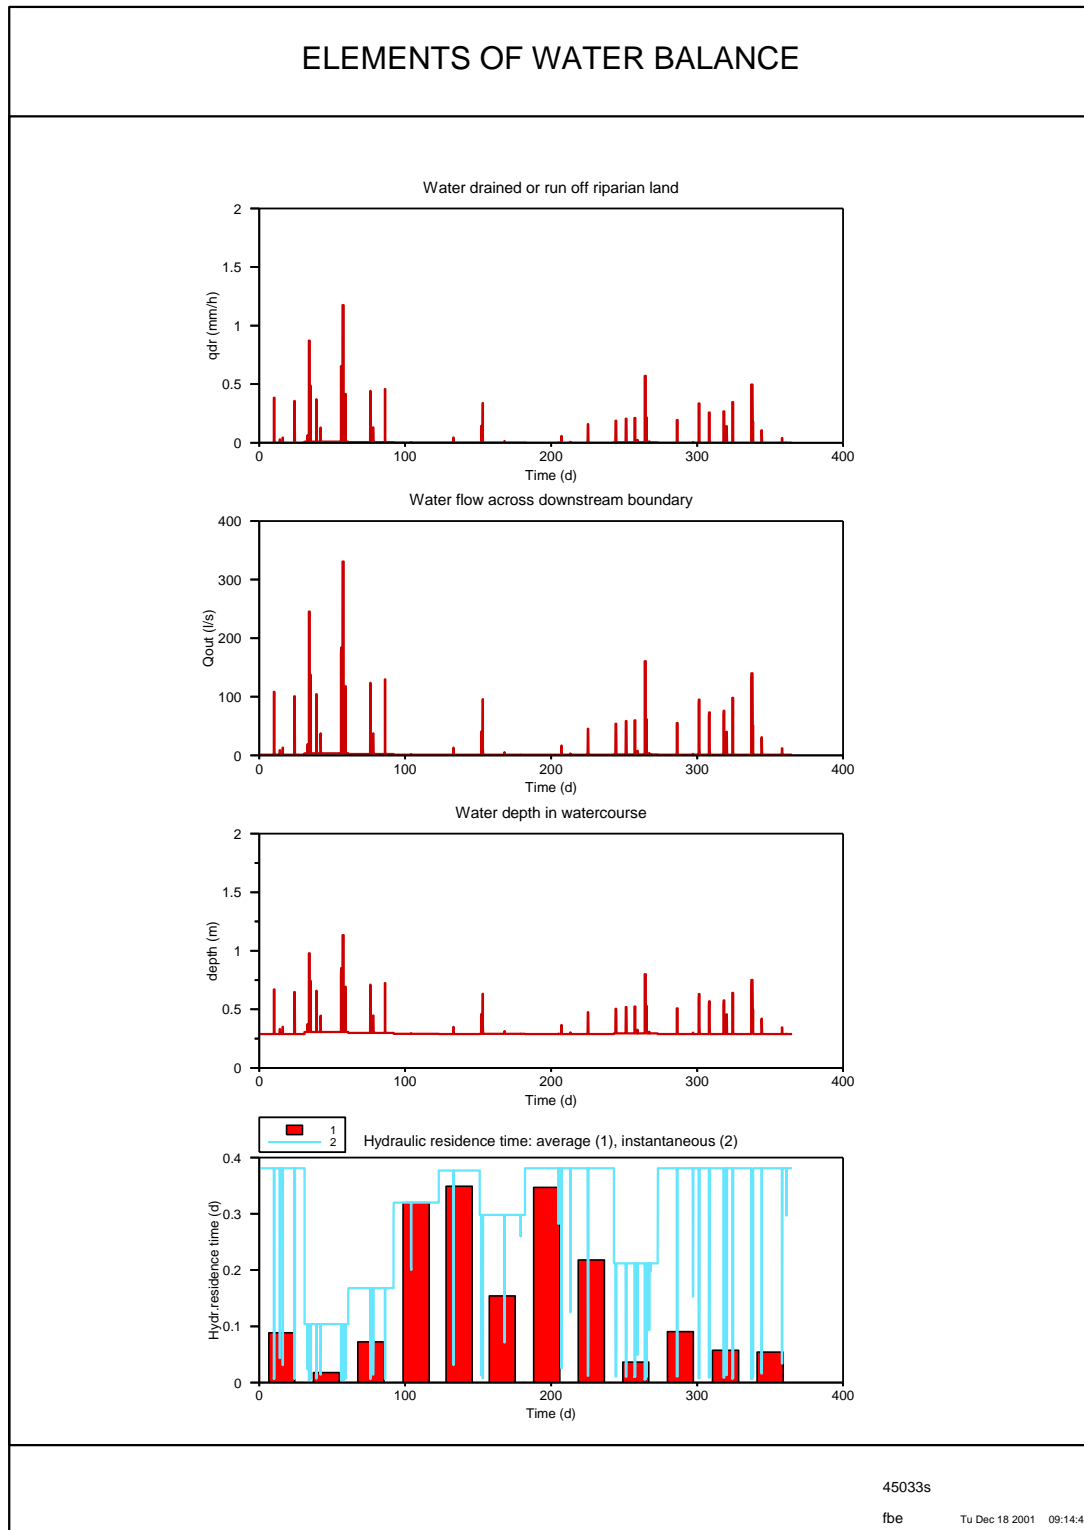 ELEMENTS OF WATER BALANCE
Water drained or run off riparian land
2
1.5
1
0.5
0
qdr (mm/h)
0 100 200 300 400
Time (d)
Water flow across downstream boundary
400
300
200
100
0
Qout (l/s)
0 100 200 300 400
Time (d)
Water depth in watercourse
2
1.5
1
0.5
0
depth (m)
0 100 200 300 400
Time (d)
1
2
Hydraulic residence time: average (1), instantaneous (2)
0.4
0.3
0.2
0.1
0
Hydr.residence time (d)
0 100 200 300 400
Time (d)
45033s
fbe Tu Dec 18 2001 09:14:4